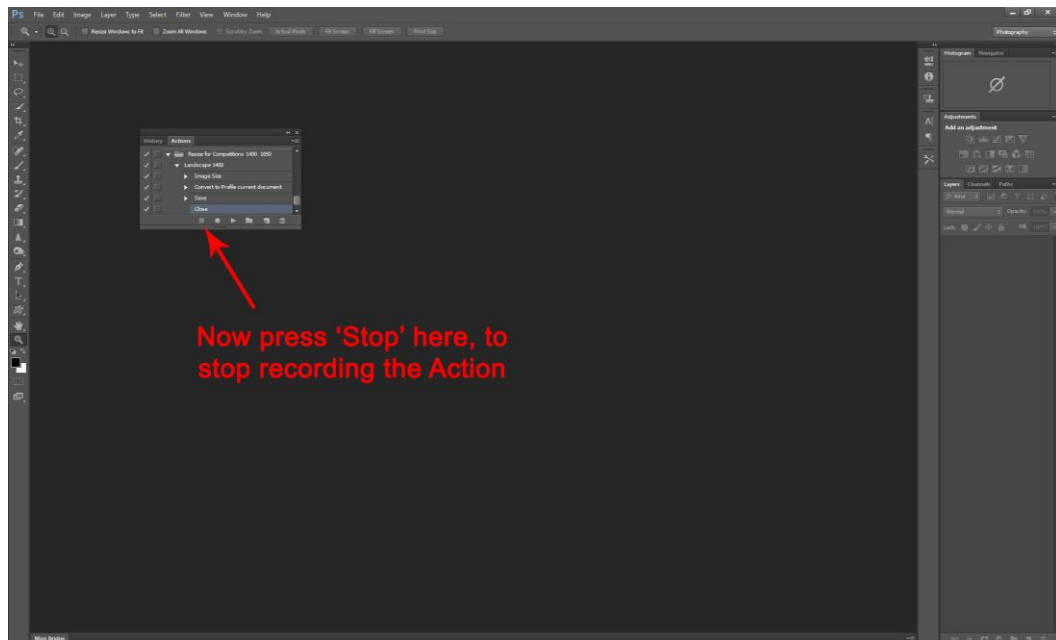 Ps File Edit Image Layer Type Select Filter View Window Help
Resize Windows to Fit Zoom All Windows Scrubby Zoom Actual Pixels Fit Screen Fill Screen Print Size Photography
Histogram Navigator
History Actions
Resize for Competitions 1400 1050
Landscape 1400
Image Size
Convert to Profile current document
Save
Close
Adjustments
Add an adjustment
Layers Channels Paths
Normal Opacity: 100%
Lock: Fill: 100%
Now press ‘Stop’ here, to
stop recording the Action
Mini Bridge